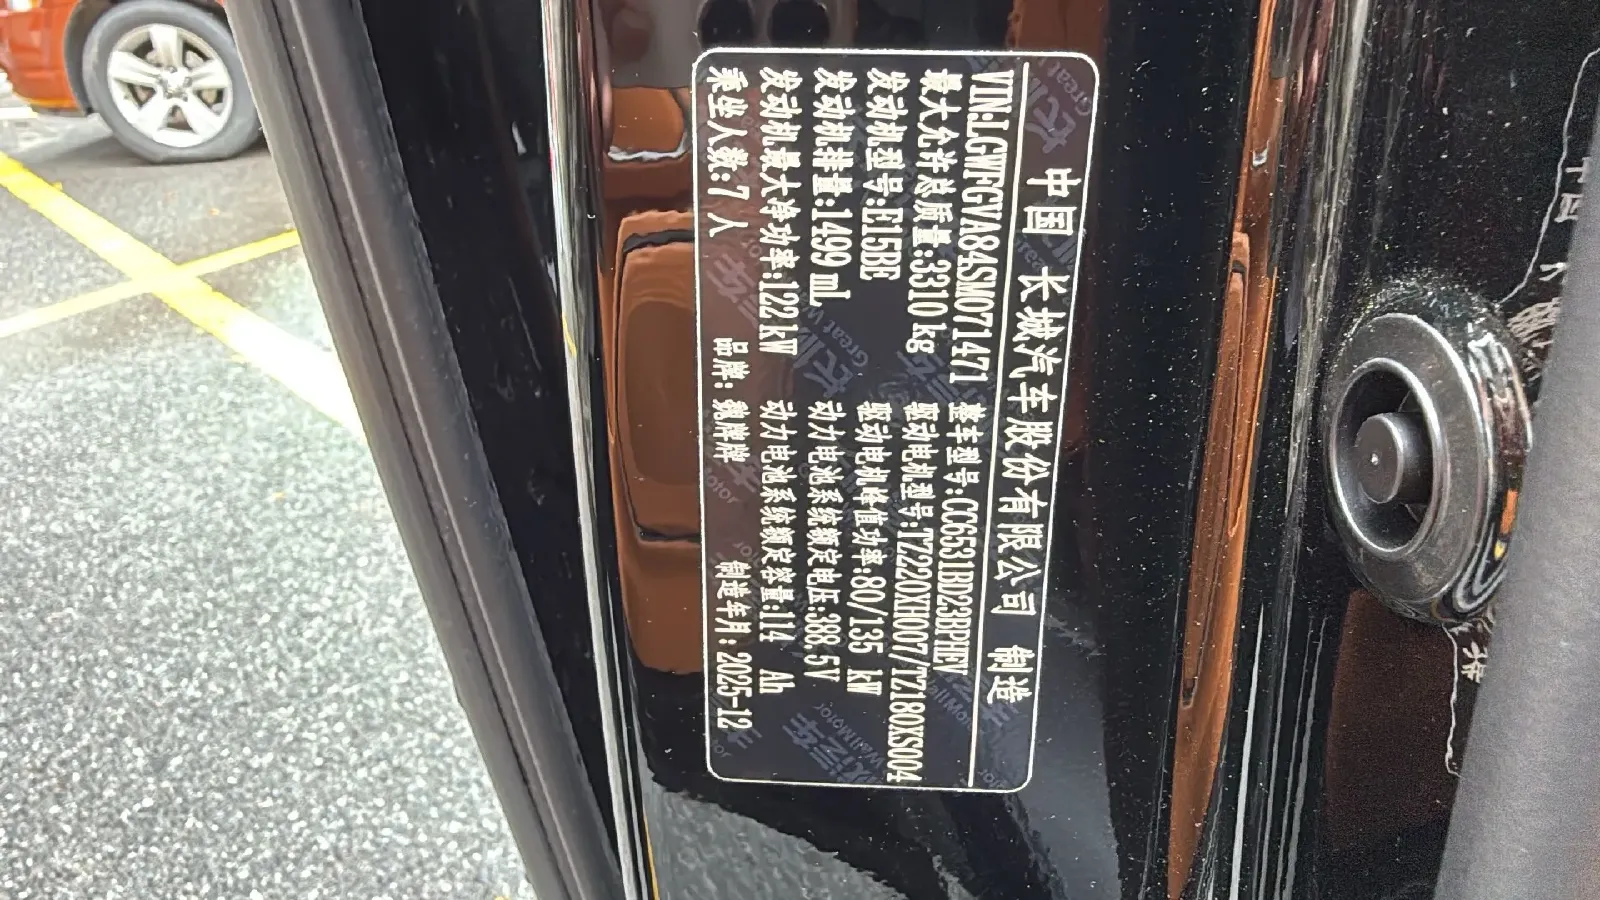 中国 长城汽车股份有限公司 制造
VIN:LGWFGVA84SM071471 整车型号:CC6531BD23BPHEV
最大允许总质量:3310 kg 驱动电机型号:TZ220XH007/TZ180XS004
发动机型号:E15BE 驱动电机峰值功率:80/135 kW
发动机排量:1499 mL 动力电池系统额定电压:388.5V
发动机最大净功率:122 kW 动力电池系统额定容量:114 Ah
乘坐人数:7 人 品牌:魏牌牌 制造年月:2025-12